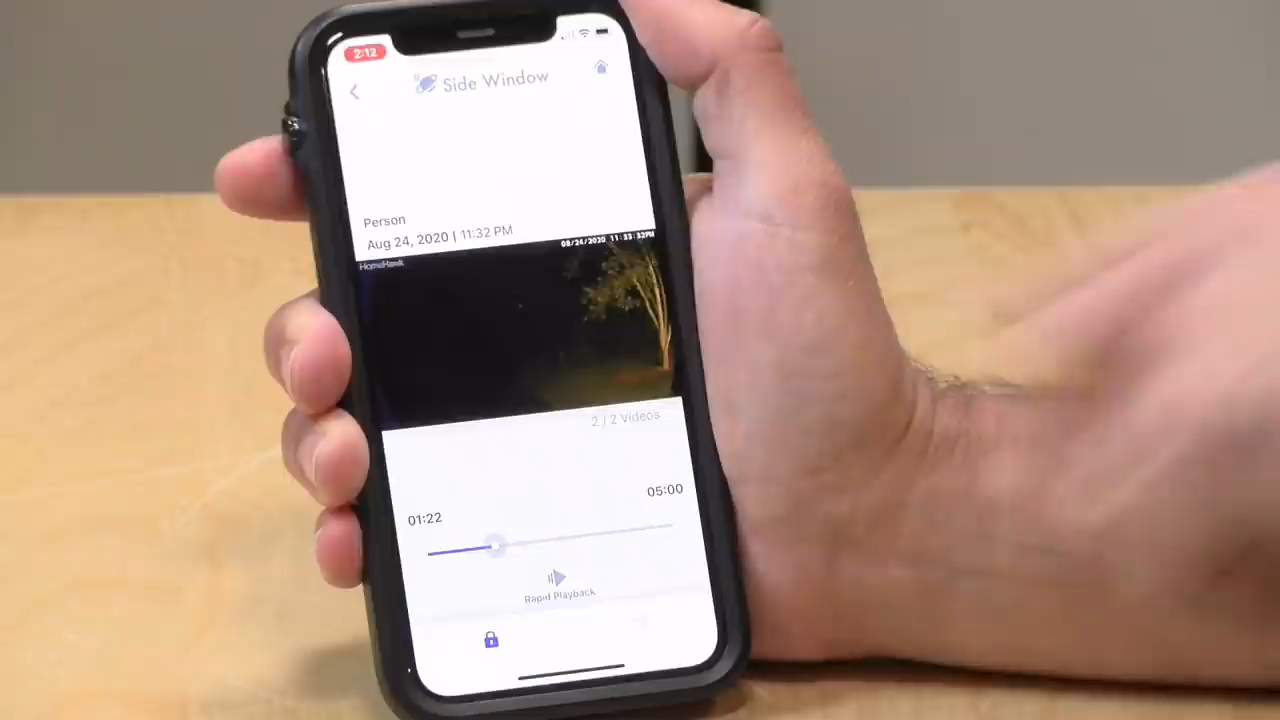 2:12
Side Window
Person
Aug 24, 2020 | 11:32 PM
08/24/2020 11:33:32PM
HomeHawk
2 / 2 Videos
01:22
05:00
Rapid Playback